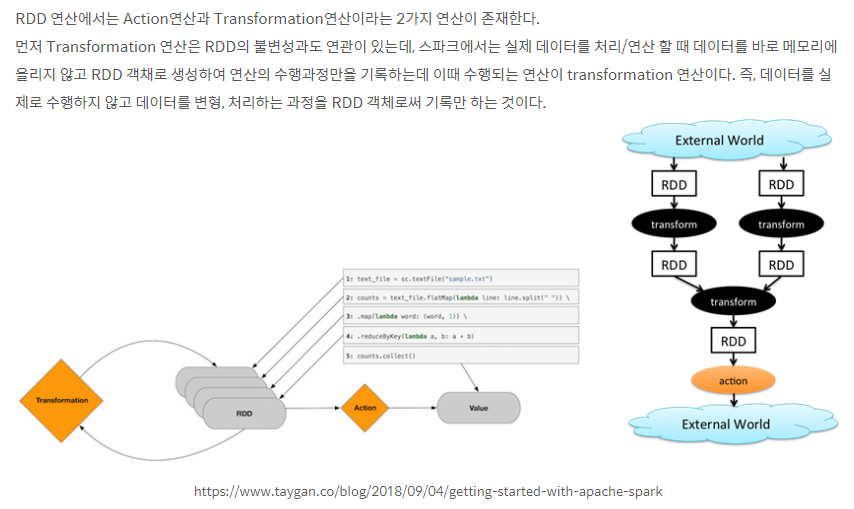 RDD 연산에서는 Action연산과 Transformation연산이라는 2가지 연산이 존재한다.
먼저 Transformation 연산은 RDD의 불변성과도 연관이 있는데, 스파크에서는 실제 데이터를 처리/연산 할 때 데이터를 바로 메모리에
올리지 않고 RDD 객채로 생성하여 연산의 수행과정만을 기록하는데 이때 수행되는 연산이 transformation 연산이다. 즉, 데이터를 실
제로 수행하지 않고 데이터를 변형, 처리하는 과정을 RDD 객체로써 기록만 하는 것이다.
External World
RDD
RDD
transform
transform
RDD
RDD
transform
RDD
action
External World
1: text_file = sc.textFile("sample.txt")
2: counts = text_file.flatMap(lambda line: line.split(" ")) \
3: .map(lambda word: (word, 1)) \
4: .reduceByKey(lambda a, b: a + b)
5: counts.collect()
Transformation
RDD
Action
Value
https://www.taygan.co/blog/2018/09/04/getting-started-with-apache-spark